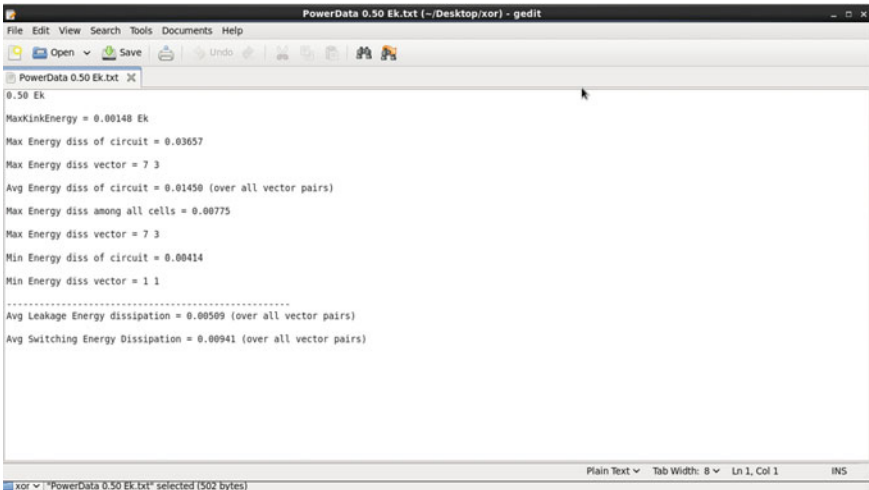 PowerData 0.50 Ek.txt (~/Desktop/xor) - gedit
File Edit View Search Tools Documents Help
Open Save Undo
PowerData 0.50 Ek.txt
0.50 Ek
MaxKinkEnergy = 0.00148 Ek
Max Energy diss of circuit = 0.03657
Max Energy diss vector = 7 3
Avg Energy diss of circuit = 0.01450 (over all vector pairs)
Max Energy diss among all cells = 0.00775
Max Energy diss vector = 7 3
Min Energy diss of circuit = 0.00414
Min Energy diss vector = 1 1
----------------------------------------------------
Avg Leakage Energy dissipation = 0.00509 (over all vector pairs)
Avg Switching Energy Dissipation = 0.00941 (over all vector pairs)
Plain Text Tab Width: 8 Ln 1, Col 1 INS
xor "PowerData 0.50 Ek.txt" selected (502 bytes)